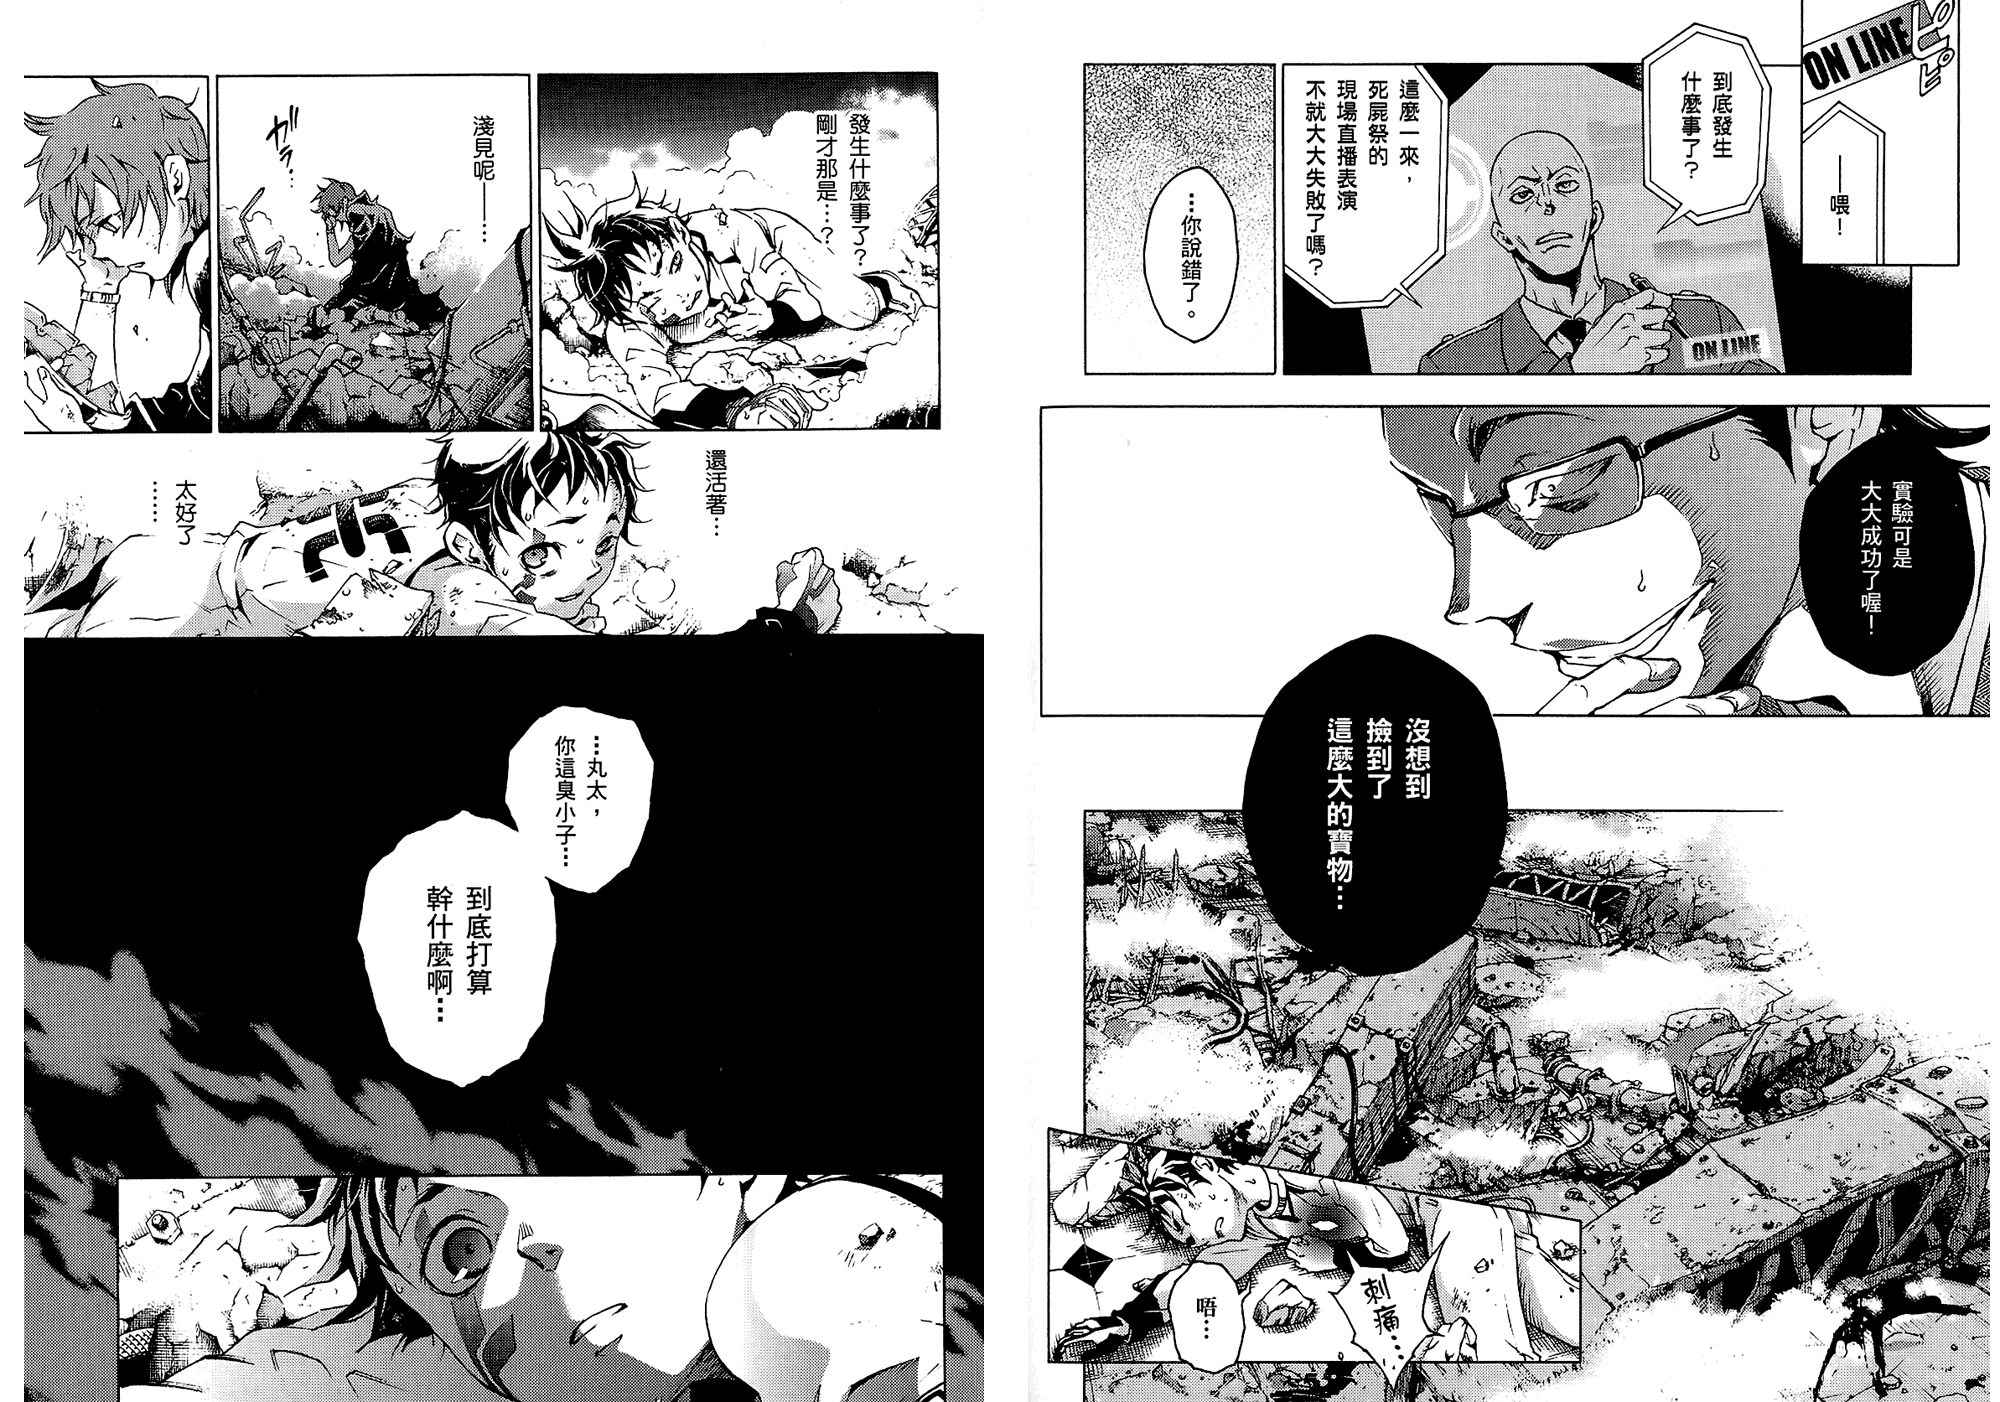 ON LINE
ピピピ
——喂！
到底發生
什麼事了？
ON LINE
這麼一來，
死屍祭的
現場直播表演
不就大大失敗了嗎？
…你說錯了。
實驗可是
大大成功了喔！
沒想到
撿到了
這麼大的寶物…
刺痛…
唔…
發生什麼事了？
剛才那是…？
ガラ…
淺見呢——……
還活著…
太好了
……
…丸太，
你這臭小子…
到底打算
幹什麼啊…